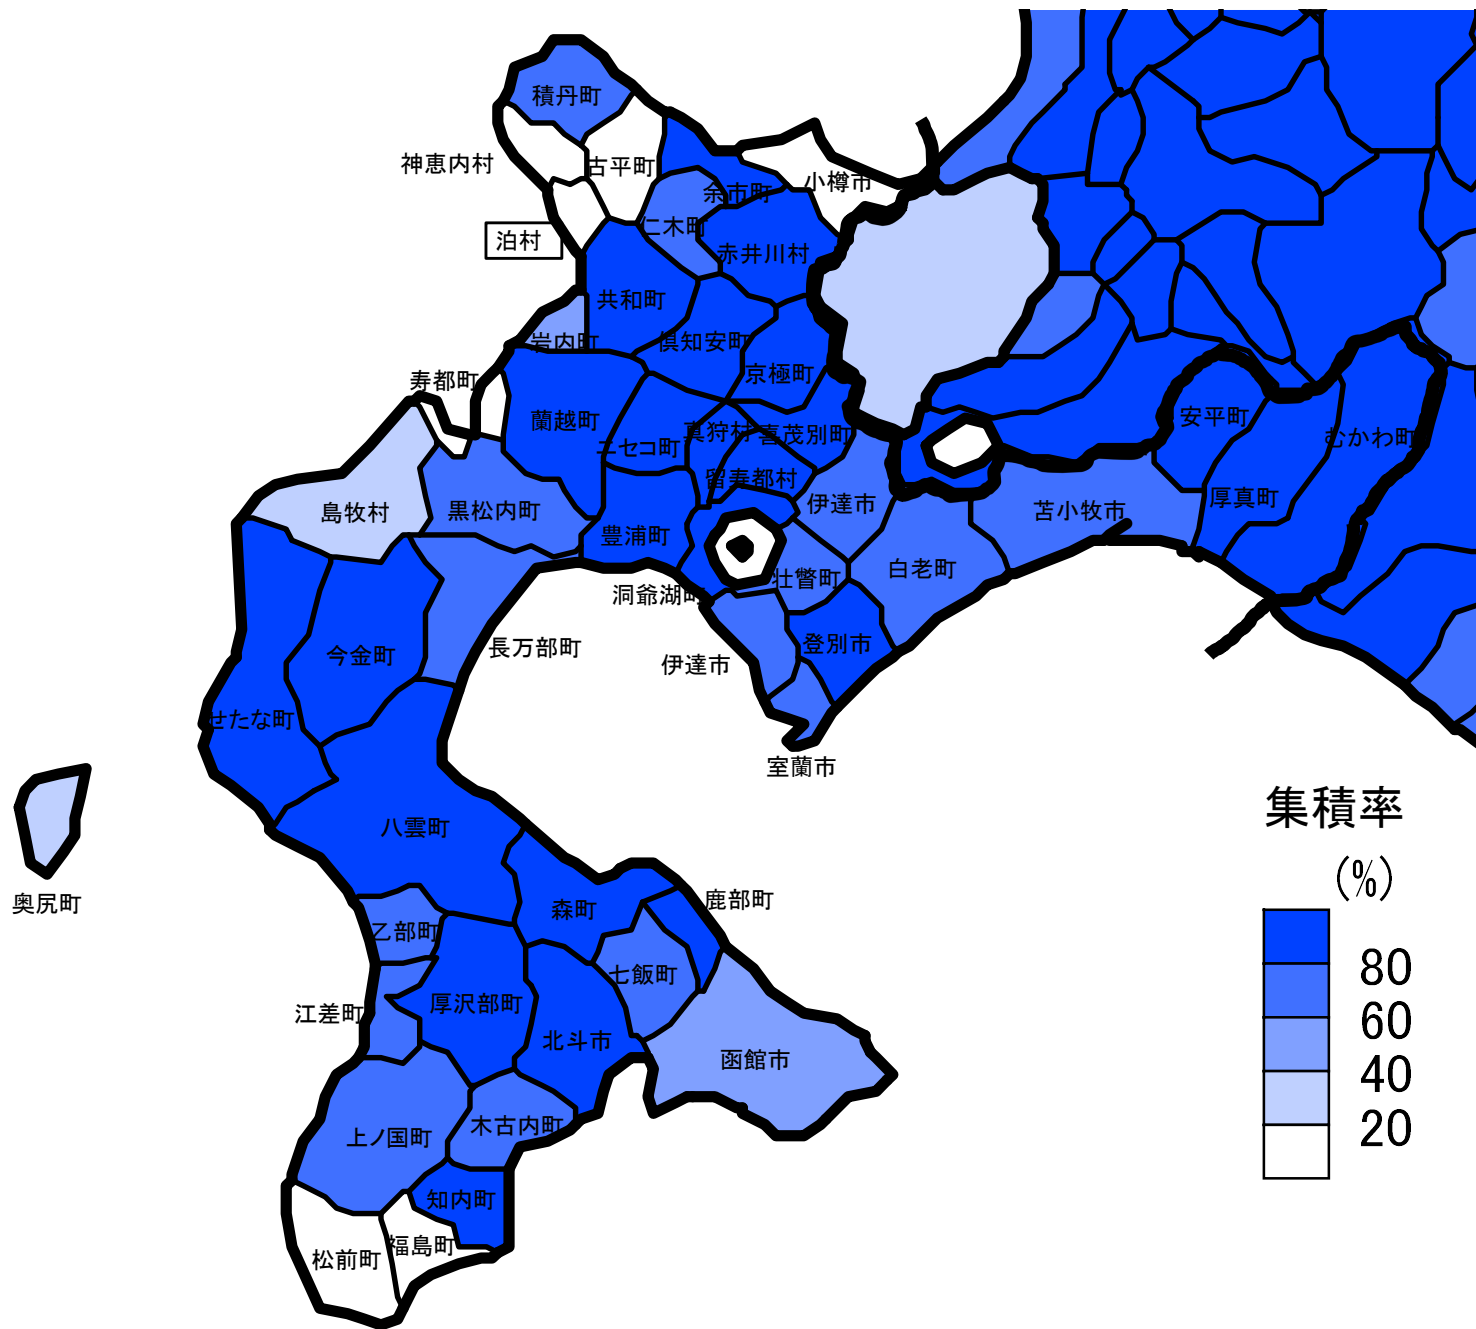 積丹町
神恵内村
古平町
小樽市
余市町
仁木町
泊村
赤井川村
共和町
岩内町
倶知安町
寿都町
京極町
蘭越町
ニセコ町
真狩村
喜茂別町
安平町
むかわ町
留寿都村
島牧村
黒松内町
伊達市
厚真町
苫小牧市
豊浦町
白老町
壮瞥町
洞爺湖町
登別市
長万部町
今金町
伊達市
せたな町
室蘭市
八雲町
奥尻町
鹿部町
森町
乙部町
七飯町
厚沢部町
江差町
北斗市
函館市
木古内町
上ノ国町
知内町
福島町
松前町
集積率
(%)
80
60
40
20